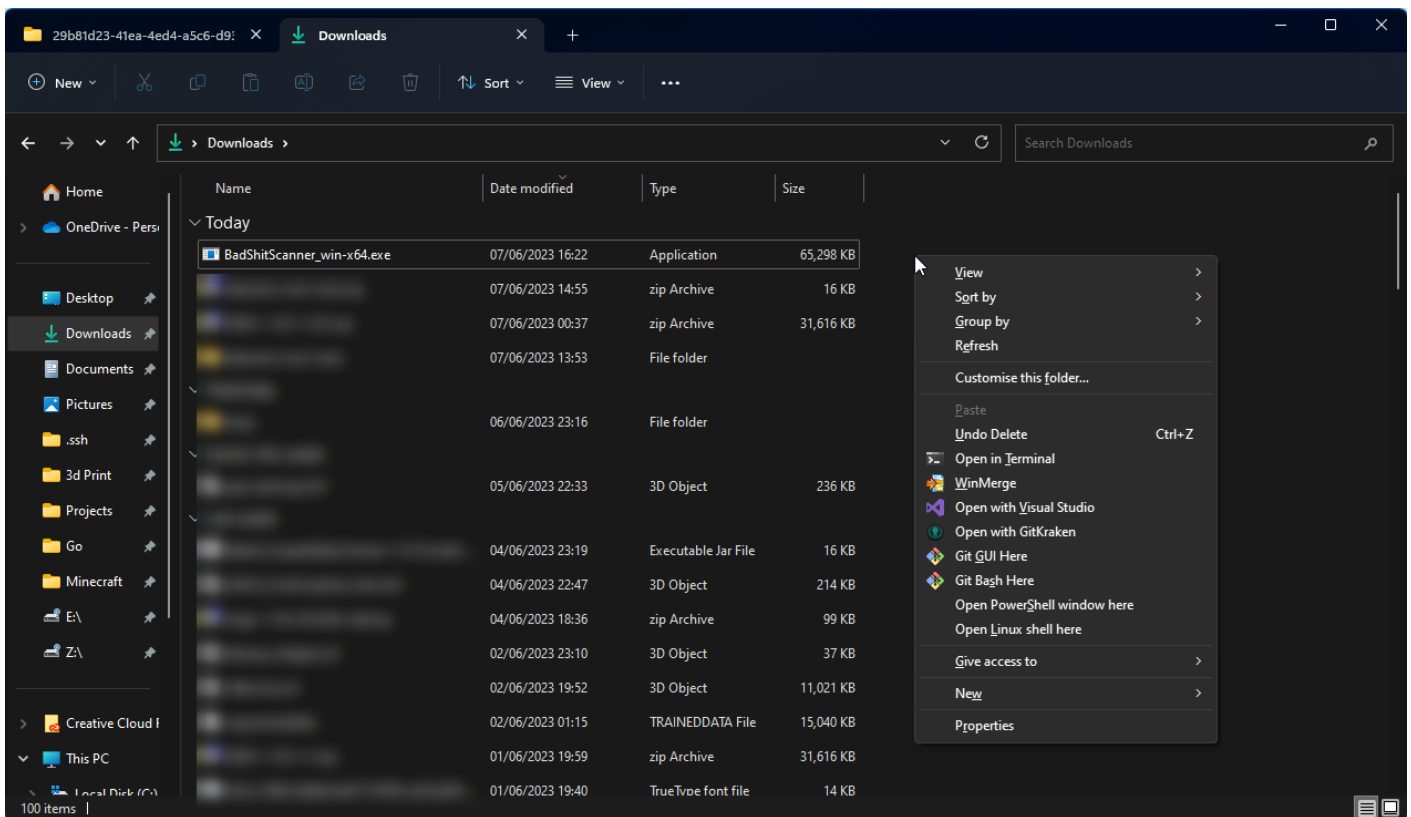 29b81d23-41ea-4ed4-a5c6-d93
Downloads
New
Sort
View
Downloads
Search Downloads
Home
OneDrive - Pers
Desktop
Downloads
Documents
Pictures
.ssh
3d Print
Projects
Go
Minecraft
E:\
Z:\
Creative Cloud F
This PC
Local Disk (C:)
Name Date modified Type Size
Today
BadShitScanner_win-x64.exe 07/06/2023 16:22 Application 65,298 KB
07/06/2023 14:55 zip Archive 16 KB
07/06/2023 00:37 zip Archive 31,616 KB
07/06/2023 13:53 File folder
06/06/2023 23:16 File folder
05/06/2023 22:33 3D Object 236 KB
04/06/2023 23:19 Executable Jar File 16 KB
04/06/2023 22:47 3D Object 214 KB
04/06/2023 18:36 zip Archive 99 KB
02/06/2023 23:10 3D Object 37 KB
02/06/2023 19:52 3D Object 11,021 KB
02/06/2023 01:15 TRAINEDDATA File 15,040 KB
01/06/2023 19:59 zip Archive 31,616 KB
01/06/2023 19:40 TrueType font file 14 KB
View
Sort by
Group by
Refresh
Customise this folder...
Paste
Undo Delete Ctrl+Z
Open in Terminal
WinMerge
Open with Visual Studio
Open with GitKraken
Git GUI Here
Git Bash Here
Open PowerShell window here
Open Linux shell here
Give access to
New
Properties
100 items